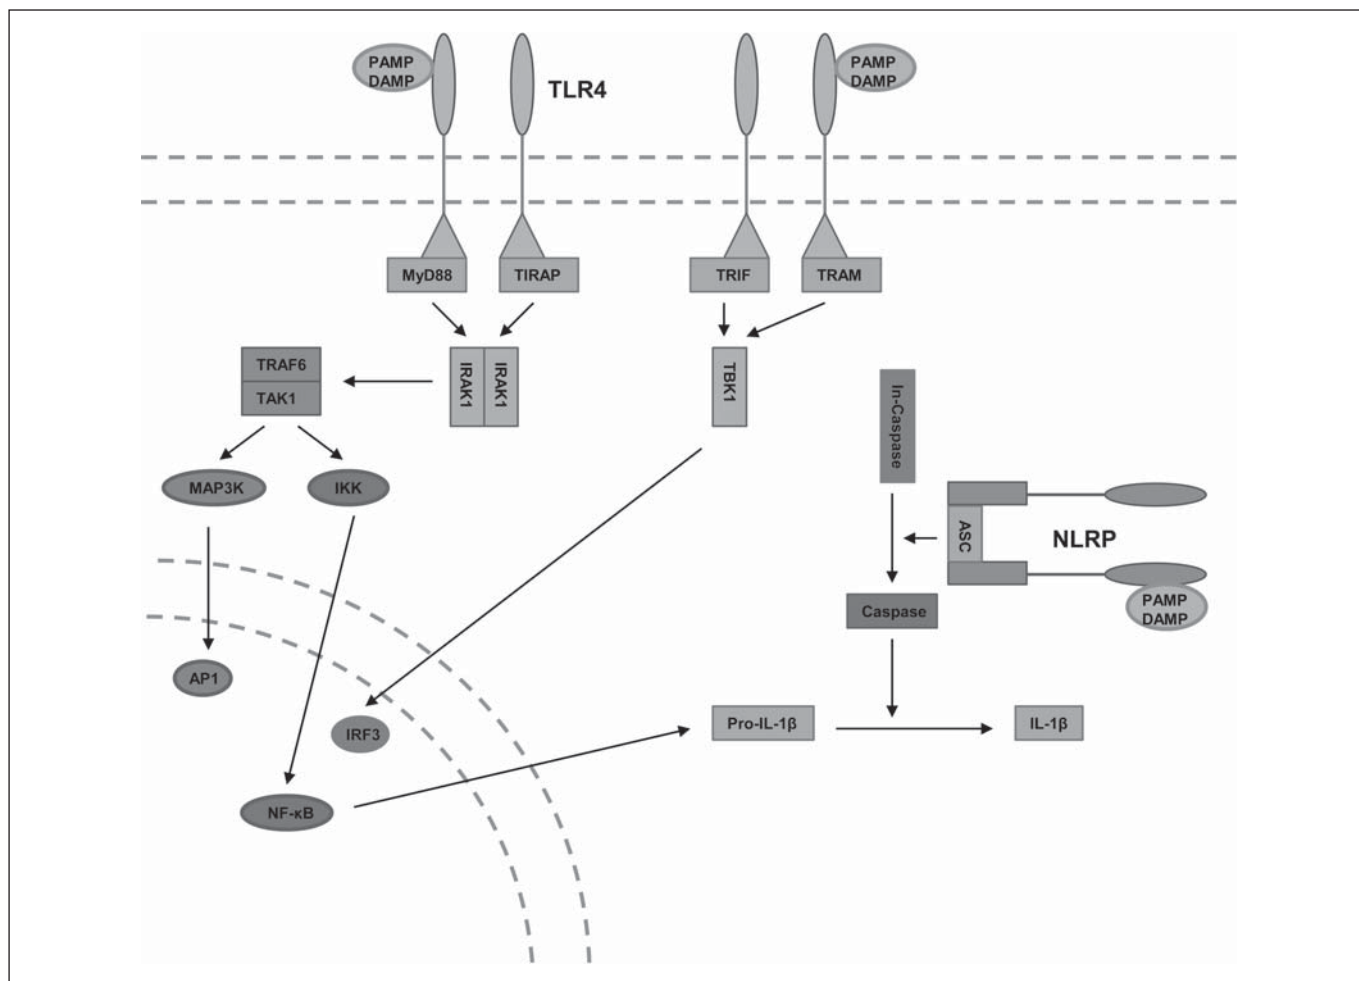 PAMP
DAMP
TLR4
PAMP
DAMP
MyD88
TIRAP
TRIF
TRAM
TRAF6
TAK1
IRAK1
IRAK1
TBK1
In-Caspase
MAP3K
IKK
ASC
NLRP
Caspase
PAMP
DAMP
AP1
IRF3
Pro-IL-1β
IL-1β
NF-κB